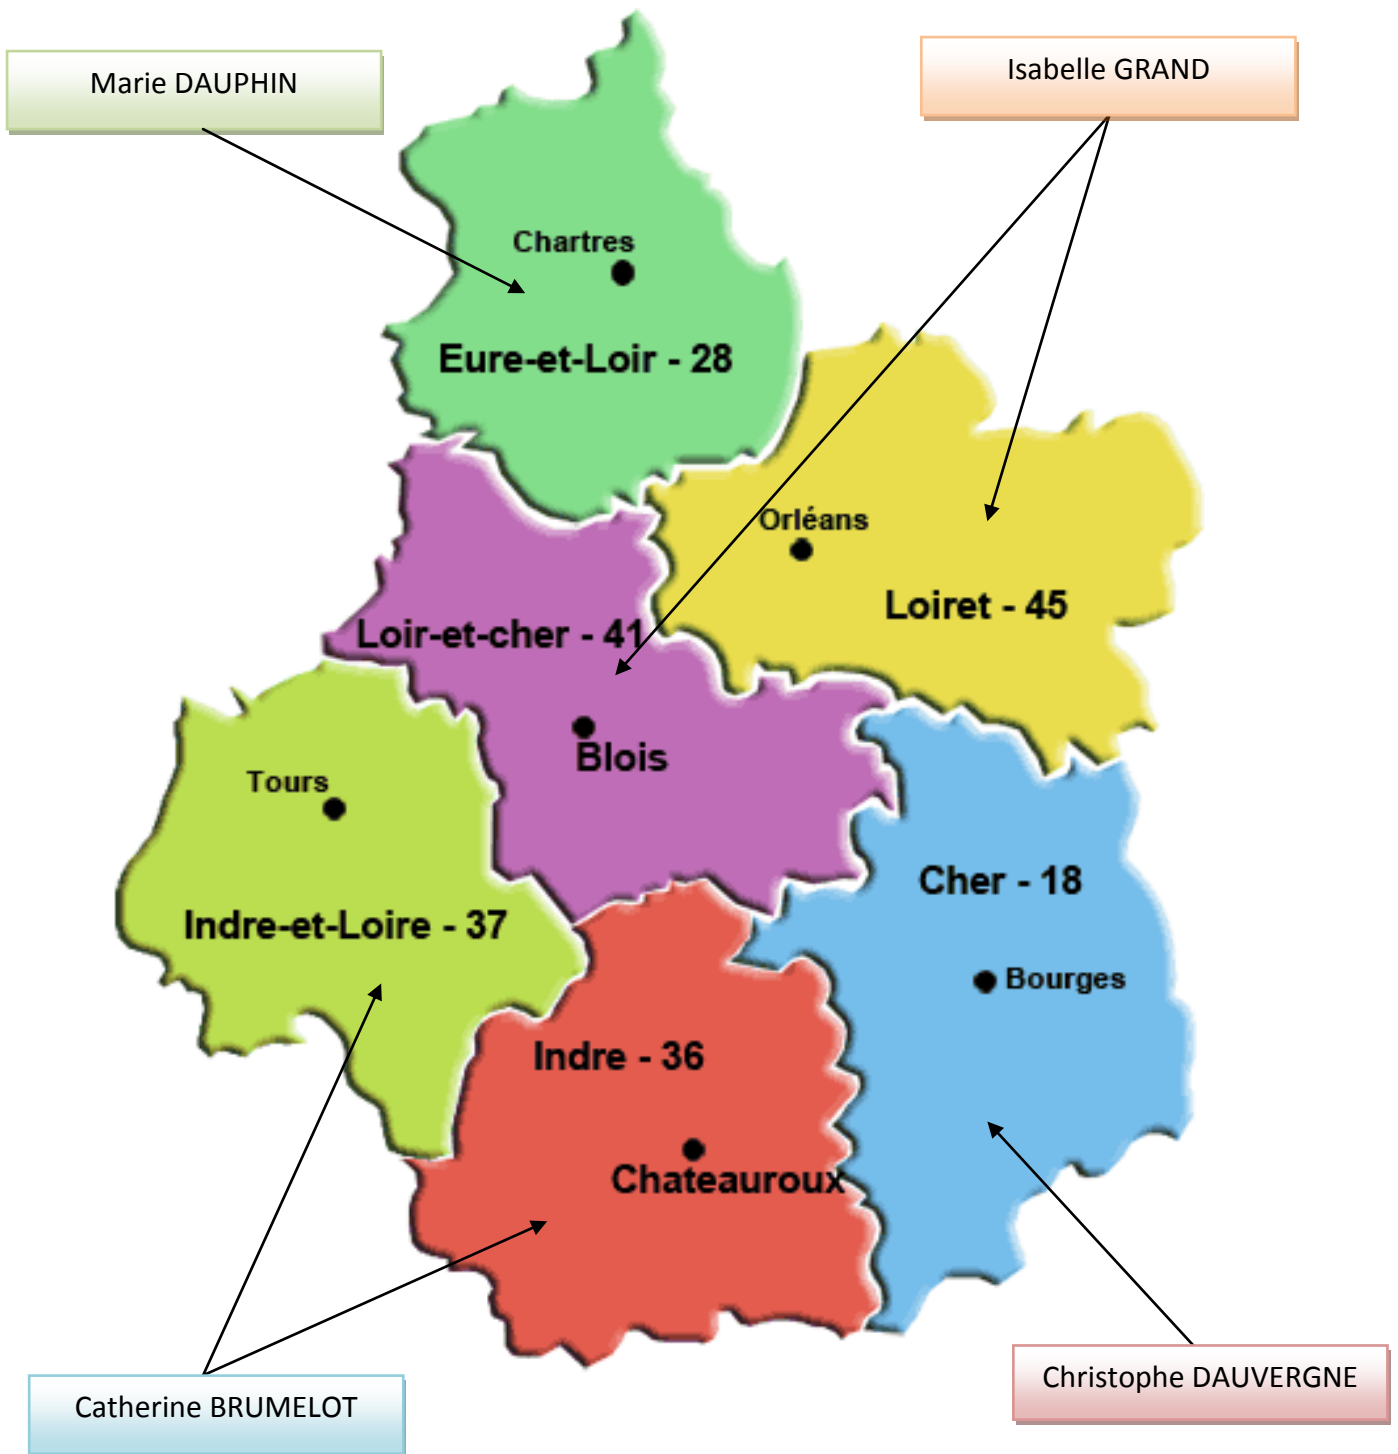 Marie DAUPHIN
Isabelle GRAND
Chartres
Eure-et-Loir - 28
Orléans
Loiret - 45
Loir-et-cher - 41
Blois
Tours
Indre-et-Loire - 37
Cher - 18
Bourges
Indre - 36
Chateauroux
Christophe DAUVERGNE
Catherine BRUMELOT